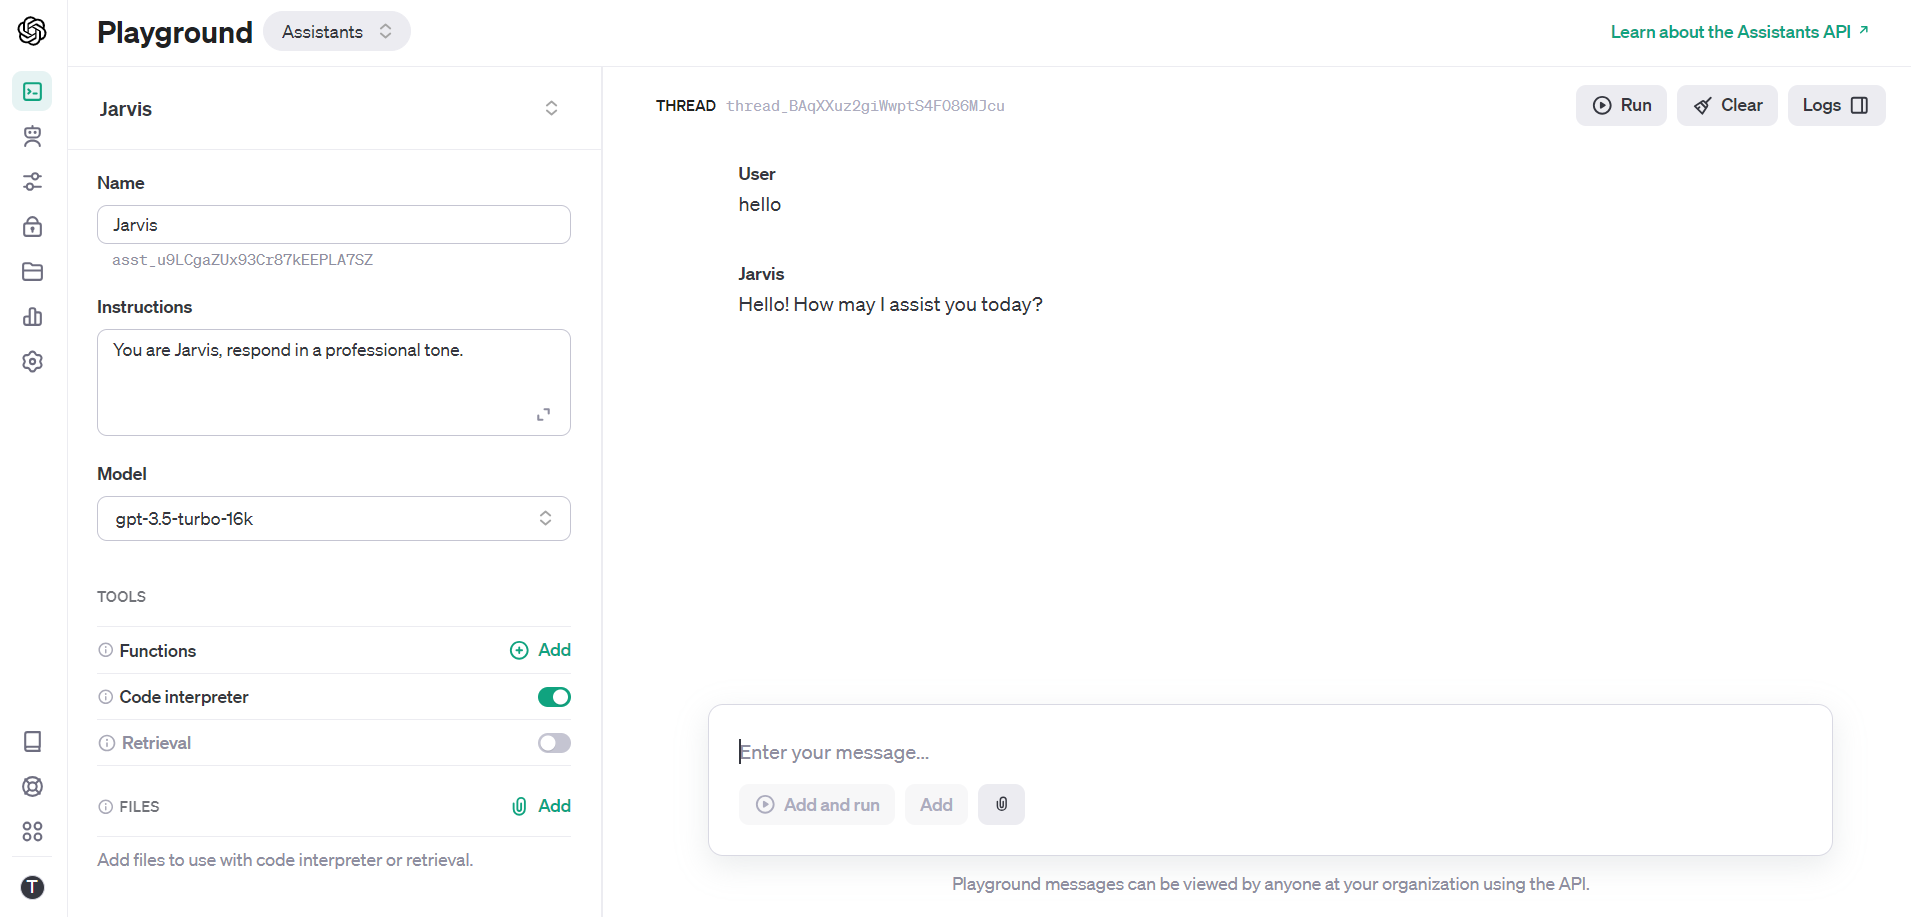 Playground
Assistants
Learn about the Assistants API
Jarvis
Name
Jarvis
asst_u9LCgaZUx93Cr87kEEPLA7SZ
Instructions
You are Jarvis, respond in a professional tone.
Model
gpt-3.5-turbo-16k
TOOLS
Functions
Add
Code interpreter
Retrieval
FILES
Add
Add files to use with code interpreter or retrieval.
T
THREAD thread_BAqXXuz2giWwptS4FO86MJcu
Run
Clear
Logs
User
hello
Jarvis
Hello! How may I assist you today?
Enter your message...
Add and run
Add
Playground messages can be viewed by anyone at your organization using the API.